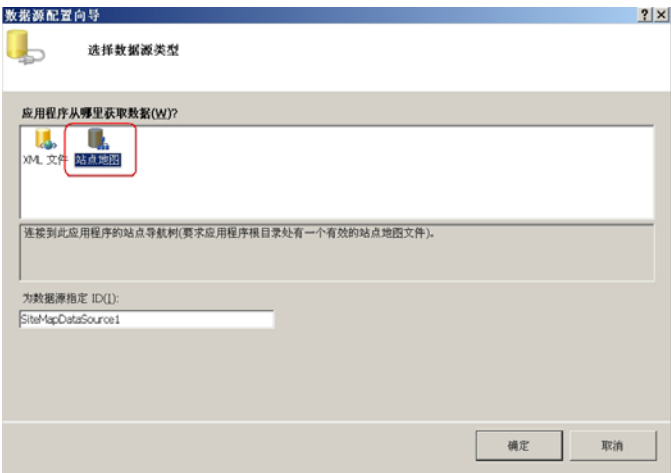 数据源配置向导
选择数据源类型
应用程序从哪里获取数据(W)?
XML 文件 站点地图
连接到此应用程序的站点导航树(要求应用程序根目录处有一个有效的站点地图文件)。
为数据源指定 ID(I):
SiteMapDataSource1
确定 取消